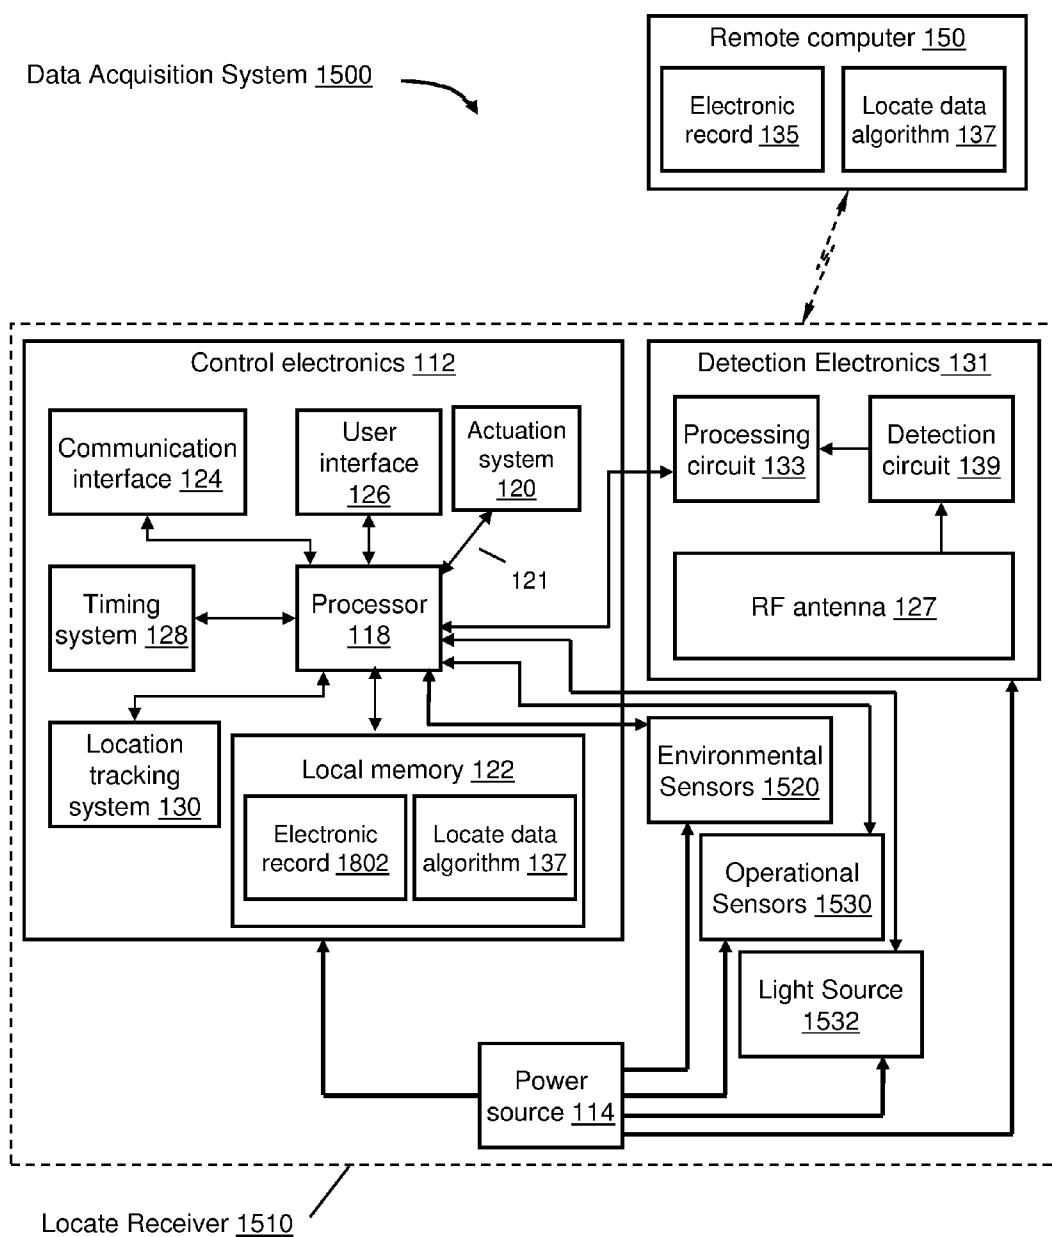 Remote computer 150
Data Acquisition System 1500
Electronic
record 135
Locate data
algorithm 137
Control electronics 112
Communication
interface 124
User
interface
126
Actuation
system
120
121
Timing
system 128
Processor
118
Location
tracking
system 130
Local memory 122
Electronic
record 1802
Locate data
algorithm 137
Detection Electronics 131
Processing
circuit 133
Detection
circuit 139
RF antenna 127
Environmental
Sensors 1520
Operational
Sensors 1530
Light Source
1532
Power
source 114
Locate Receiver 1510